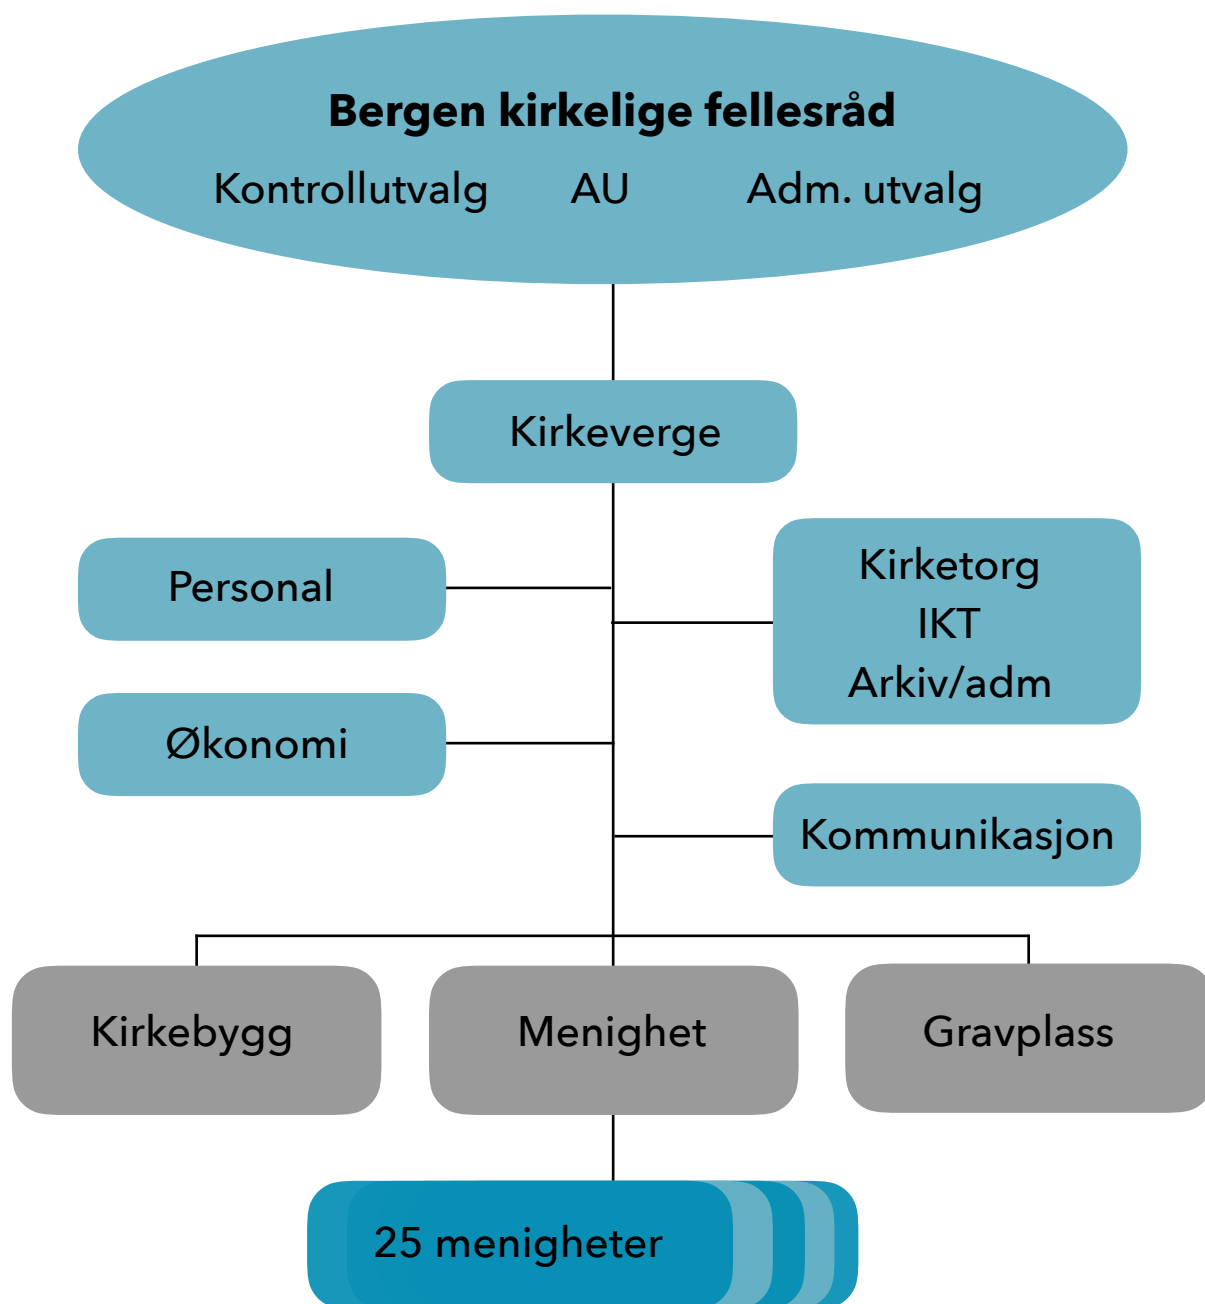 Bergen kirkelige fellesråd
Kontrollutvalg AU Adm. utvalg
Kirkeverge
Personal
Kirketorg
IKT
Arkiv/adm
Økonomi
Kommunikasjon
Kirkebygg Menighet Gravplass
25 menigheter